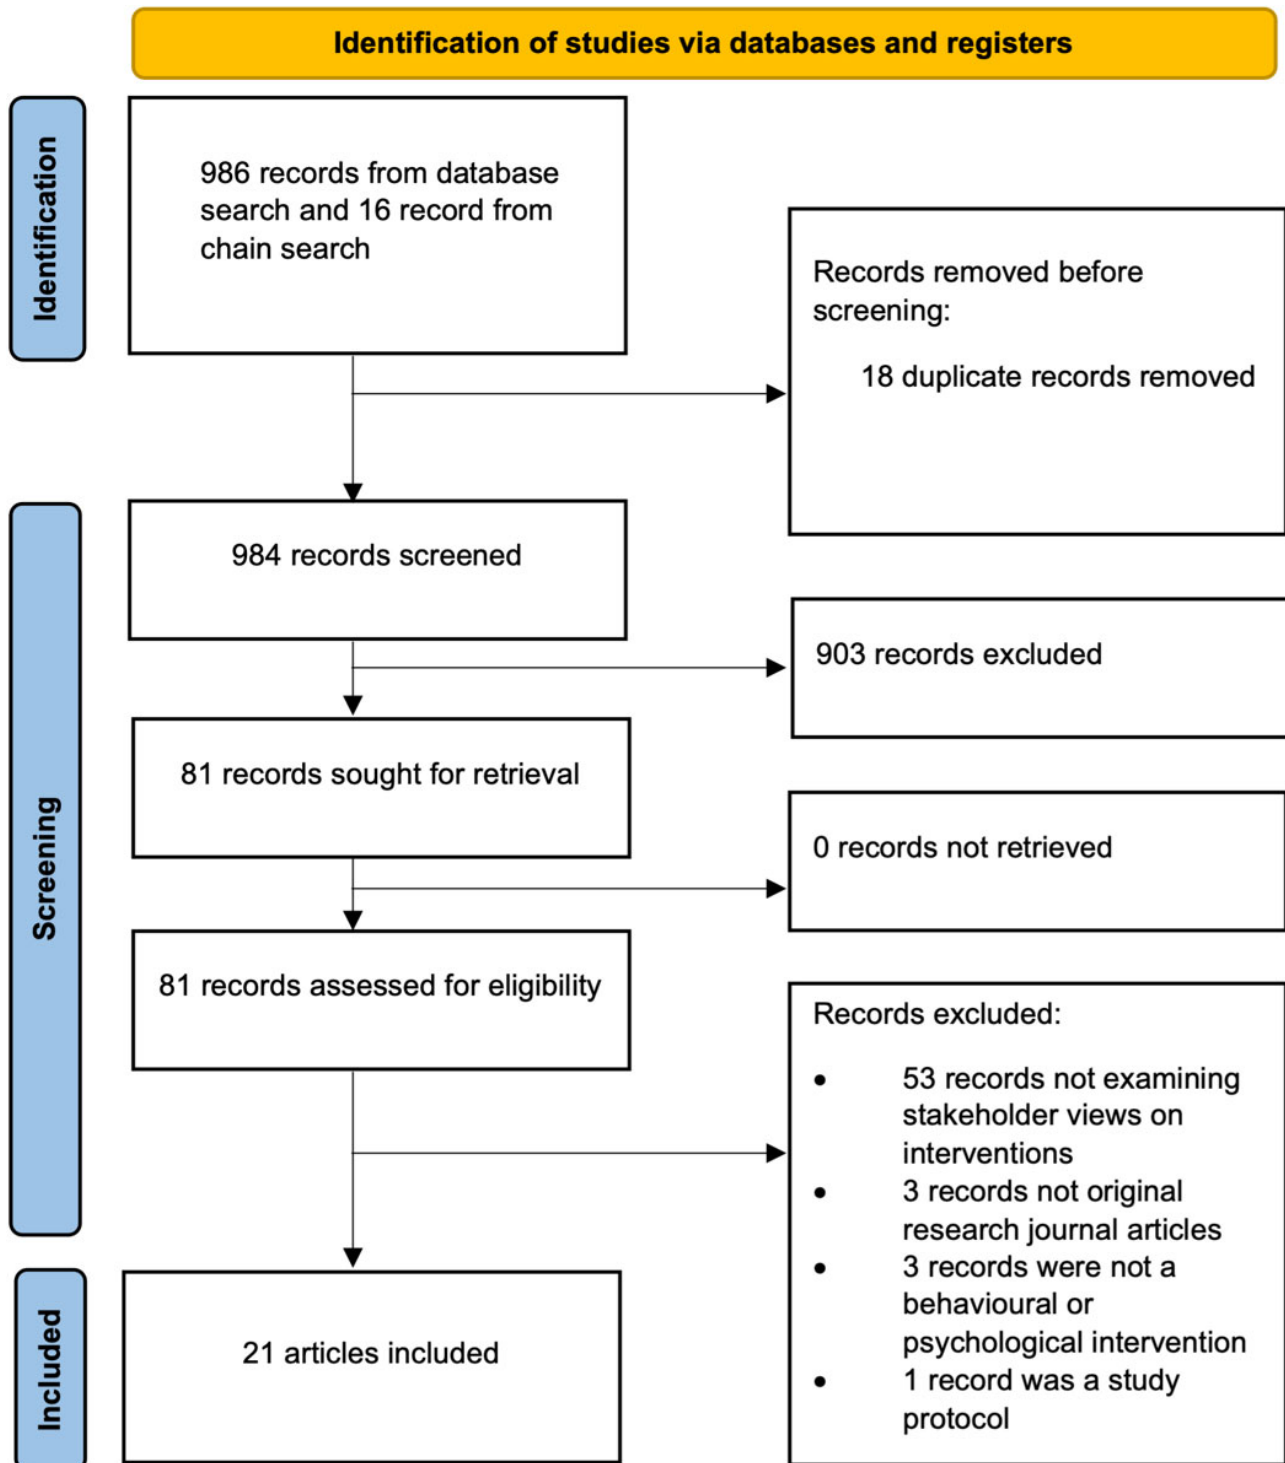 Identification of studies via databases and registers
Identification
986 records from database
search and 16 record from
chain search
Records removed before
screening:
18 duplicate records removed
Screening
984 records screened
903 records excluded
81 records sought for retrieval
0 records not retrieved
81 records assessed for eligibility
Records excluded:
• 53 records not examining
stakeholder views on
interventions
• 3 records not original
research journal articles
• 3 records were not a
behavioural or
psychological intervention
• 1 record was a study
protocol
Included
21 articles included